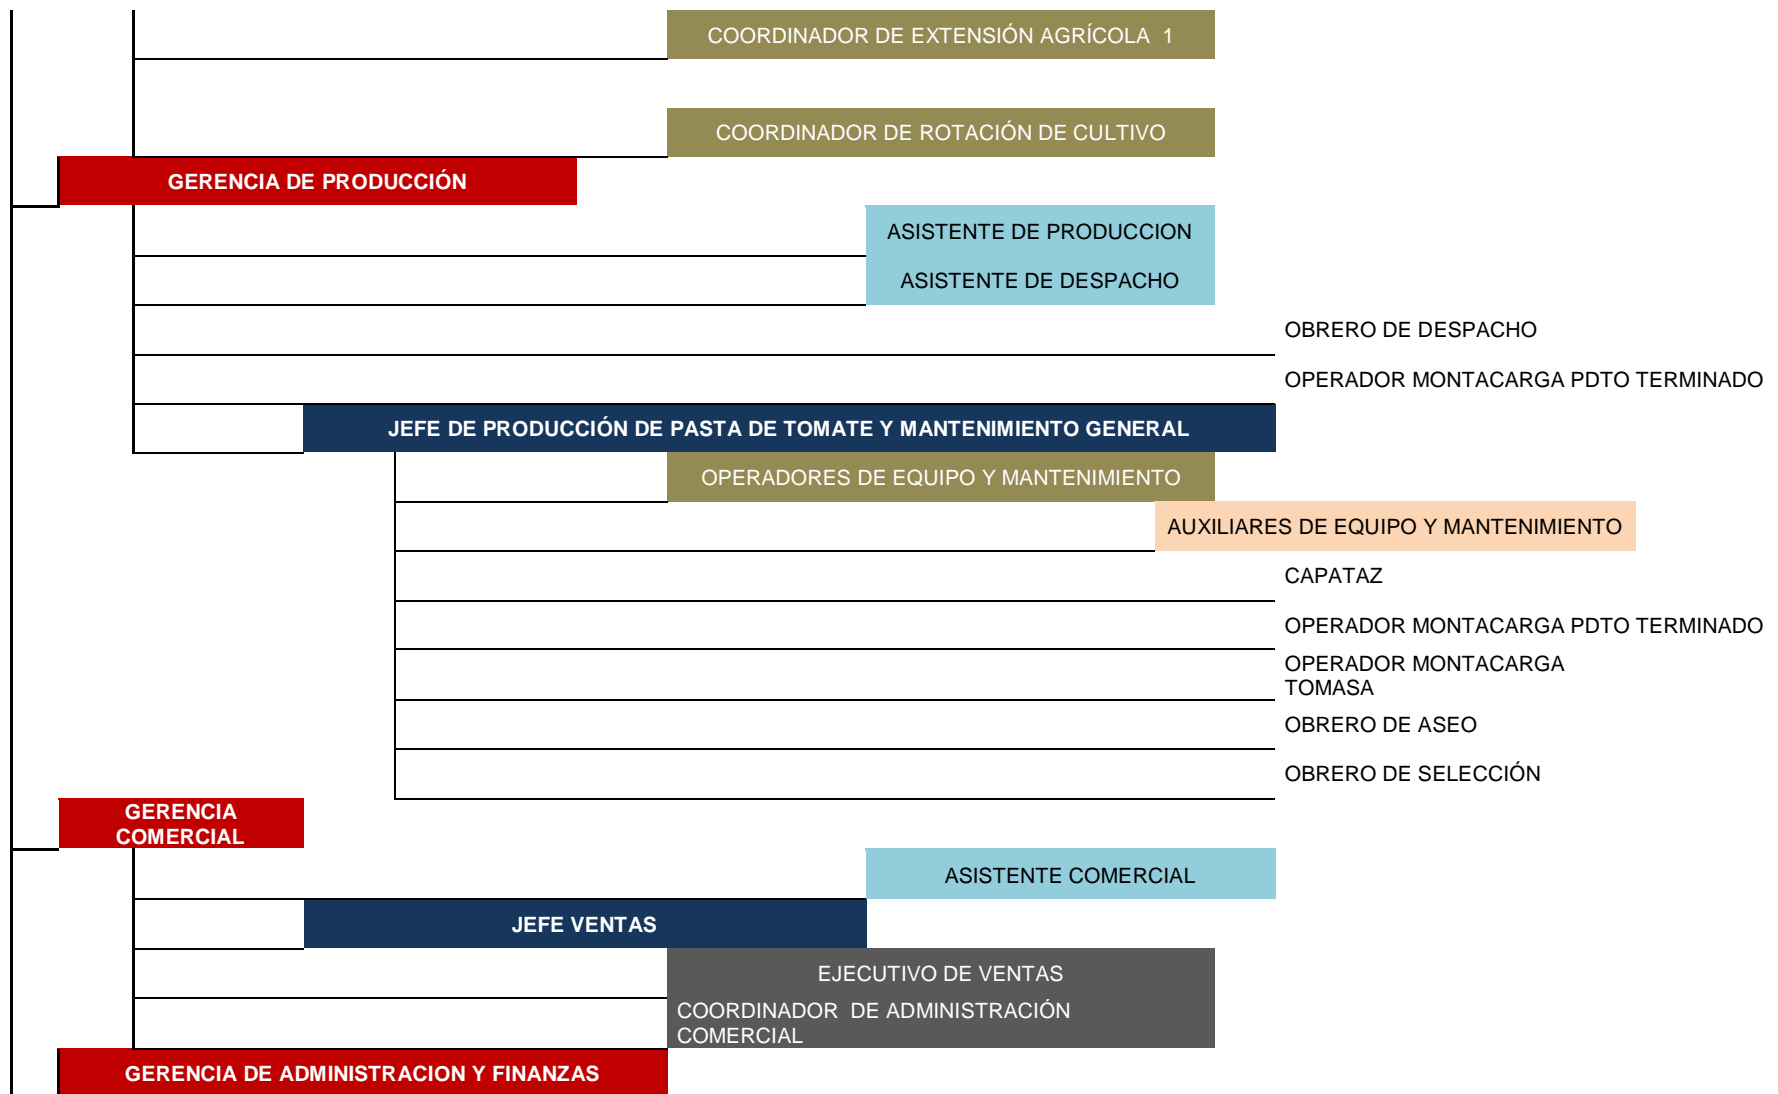 COORDINADOR DE EXTENSIÓN AGRÍCOLA  1
COORDINADOR DE ROTACIÓN DE CULTIVO
GERENCIA DE PRODUCCIÓN
ASISTENTE DE PRODUCCION
ASISTENTE DE DESPACHO
OBRERO DE DESPACHO
OPERADOR MONTACARGA PDTO TERMINADO
JEFE DE PRODUCCIÓN DE PASTA DE TOMATE Y MANTENIMIENTO GENERAL
OPERADORES DE EQUIPO Y MANTENIMIENTO
AUXILIARES DE EQUIPO Y MANTENIMIENTO
CAPATAZ
OPERADOR MONTACARGA PDTO TERMINADO
OPERADOR MONTACARGA
TOMASA
OBRERO DE ASEO
OBRERO DE SELECCIÓN
GERENCIA
COMERCIAL
ASISTENTE COMERCIAL
JEFE VENTAS
EJECUTIVO DE VENTAS
COORDINADOR  DE ADMINISTRACIÓN
COMERCIAL
GERENCIA DE ADMINISTRACION Y FINANZAS